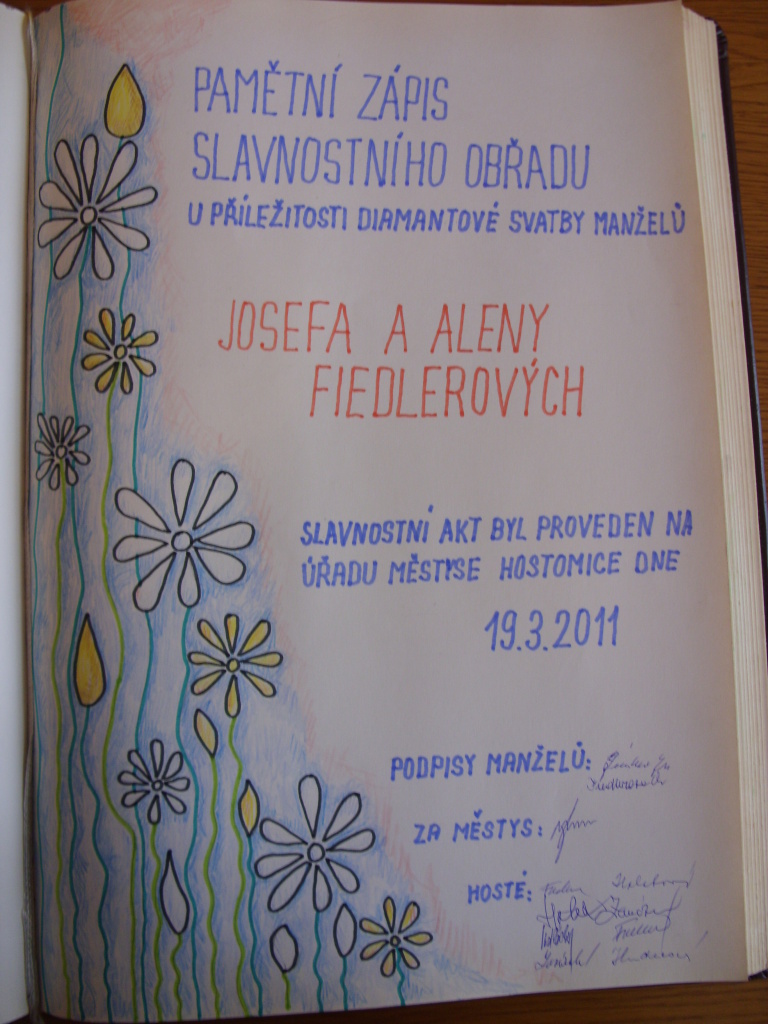 PAMĚTNÍ ZÁPIS
SLAVNOSTNÍHO OBŘADU
U PŘÍLEŽITOSTI DIAMANTOVÉ SVATBY MANŽELŮ
JOSEFA A ALENY
FIEDLEROVÝCH
SLAVNOSTNÍ AKT BYL PROVEDEN NA
ÚŘADU MĚSTYSE HOSTOMICE DNE
19.3.2011
PODPISY MANŽELŮ:
ZA MĚSTYS:
HOSTÉ: